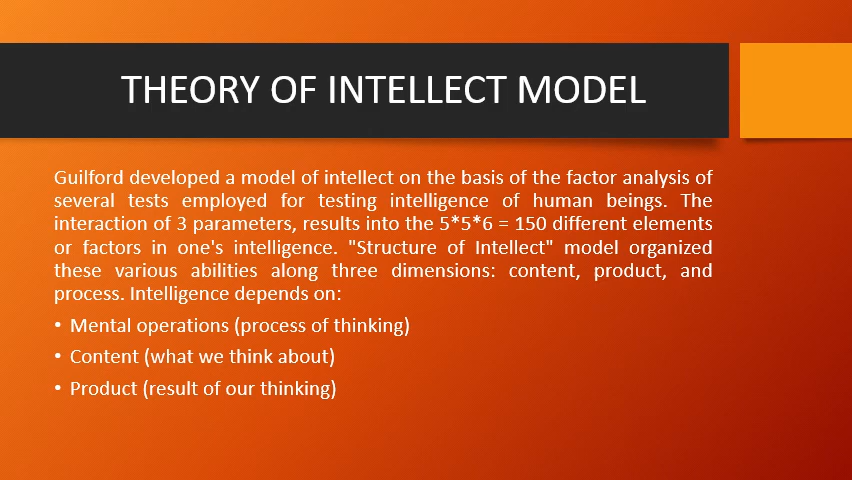 THEORY OF INTELLECT MODEL
Guilford developed a model of intellect on the basis of the factor analysis of
several tests employed for testing intelligence of human beings. The
interaction of 3 parameters, results into the 5*5*6 = 150 different elements
or factors in one's intelligence. "Structure of Intellect" model organized
these various abilities along three dimensions: content, product, and
process. Intelligence depends on:
• Mental operations (process of thinking)
• Content (what we think about)
• Product (result of our thinking)